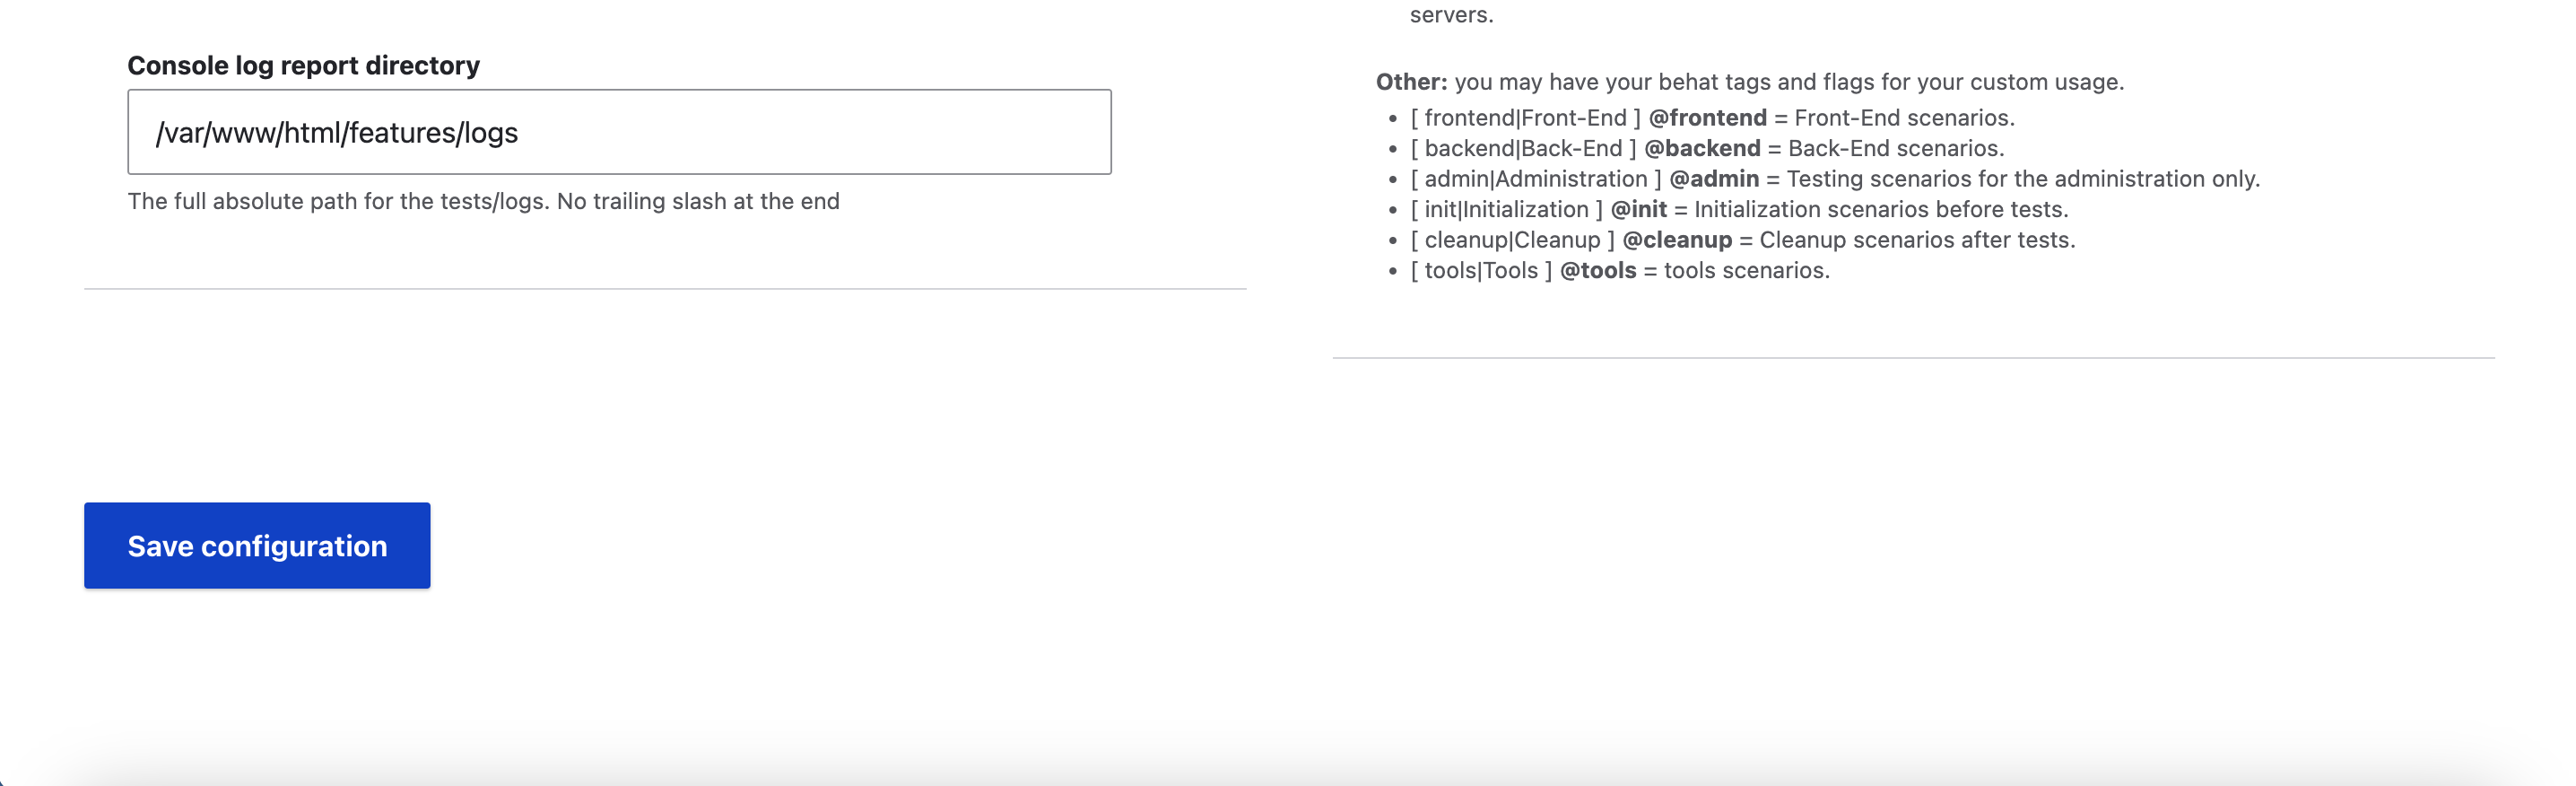 servers.
Console log report directory
/var/www/html/features/logs
The full absolute path for the tests/logs. No trailing slash at the end
Other: you may have your behat tags and flags for your custom usage.
• [ frontend|Front-End ] @frontend = Front-End scenarios.
• [ backend|Back-End ] @backend = Back-End scenarios.
• [ admin|Administration ] @admin = Testing scenarios for the administration only.
• [ init|Initialization ] @init = Initialization scenarios before tests.
• [ cleanup|Cleanup ] @cleanup = Cleanup scenarios after tests.
• [ tools|Tools ] @tools = tools scenarios.
Save configuration